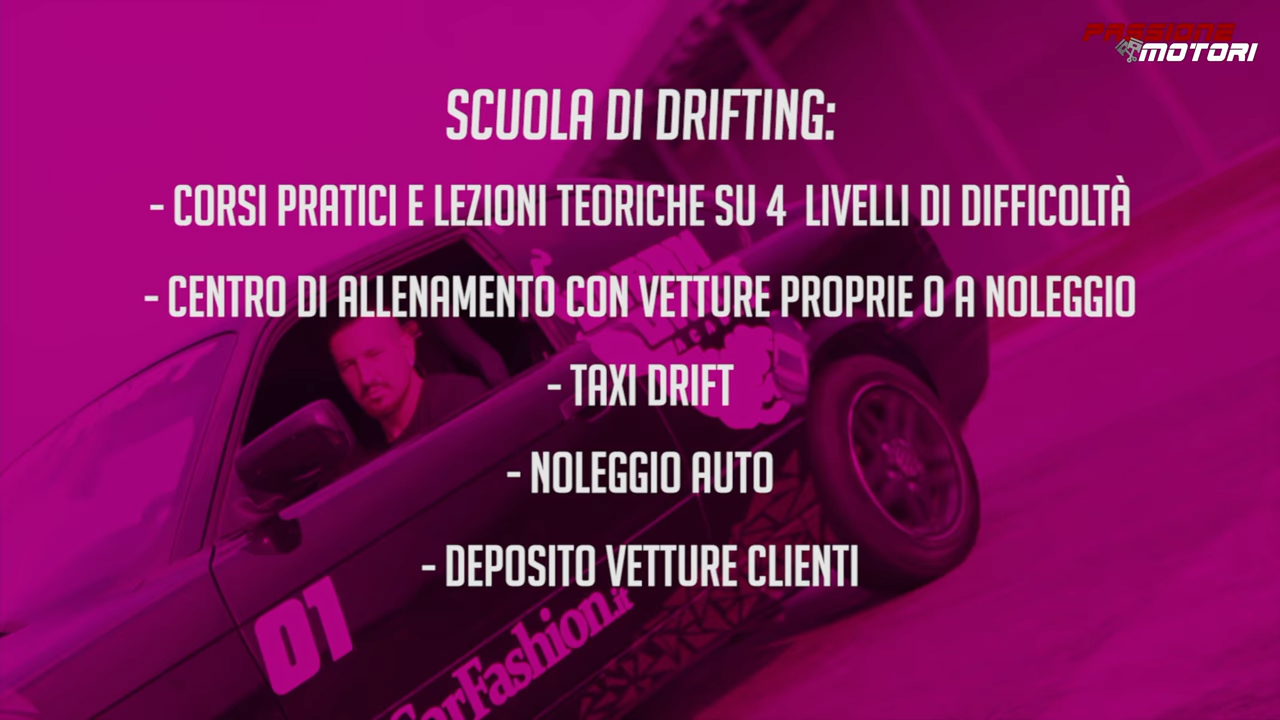 PASSIONE
MOTORI
SCUOLA DI DRIFTING:
- CORSI PRATICI E LEZIONI TEORICHE SU 4 LIVELLI DI DIFFICOLTÀ
- CENTRO DI ALLENAMENTO CON VETTURE PROPRIE O A NOLEGGIO
- TAXI DRIFT
- NOLEGGIO AUTO
- DEPOSITO VETTURE CLIENTI
01
CarFashion.it